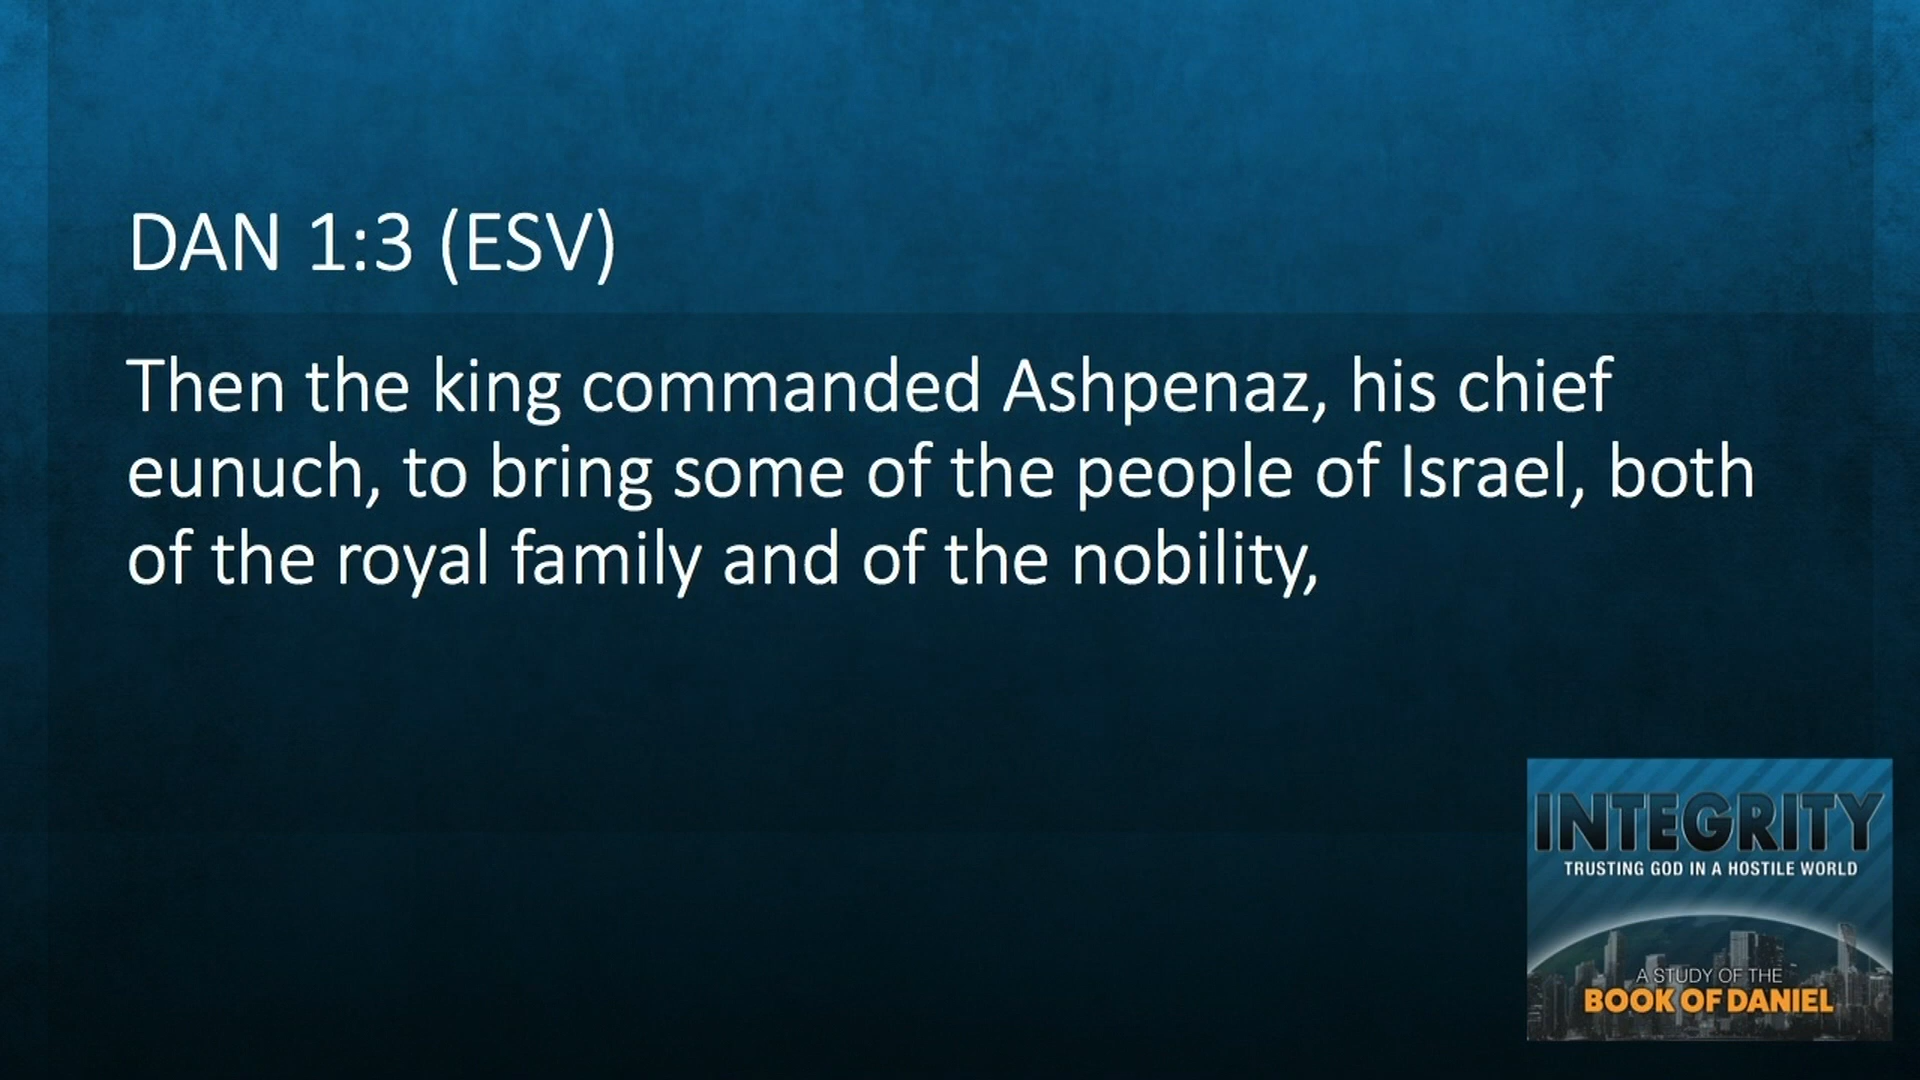 DAN 1:3 (ESV)
Then the king commanded Ashpenaz, his chief
eunuch, to bring some of the people of Israel, both
of the royal family and of the nobility,
INTEGRITY
TRUSTING GOD IN A HOSTILE WORLD
A STUDY OF THE
BOOK OF DANIEL